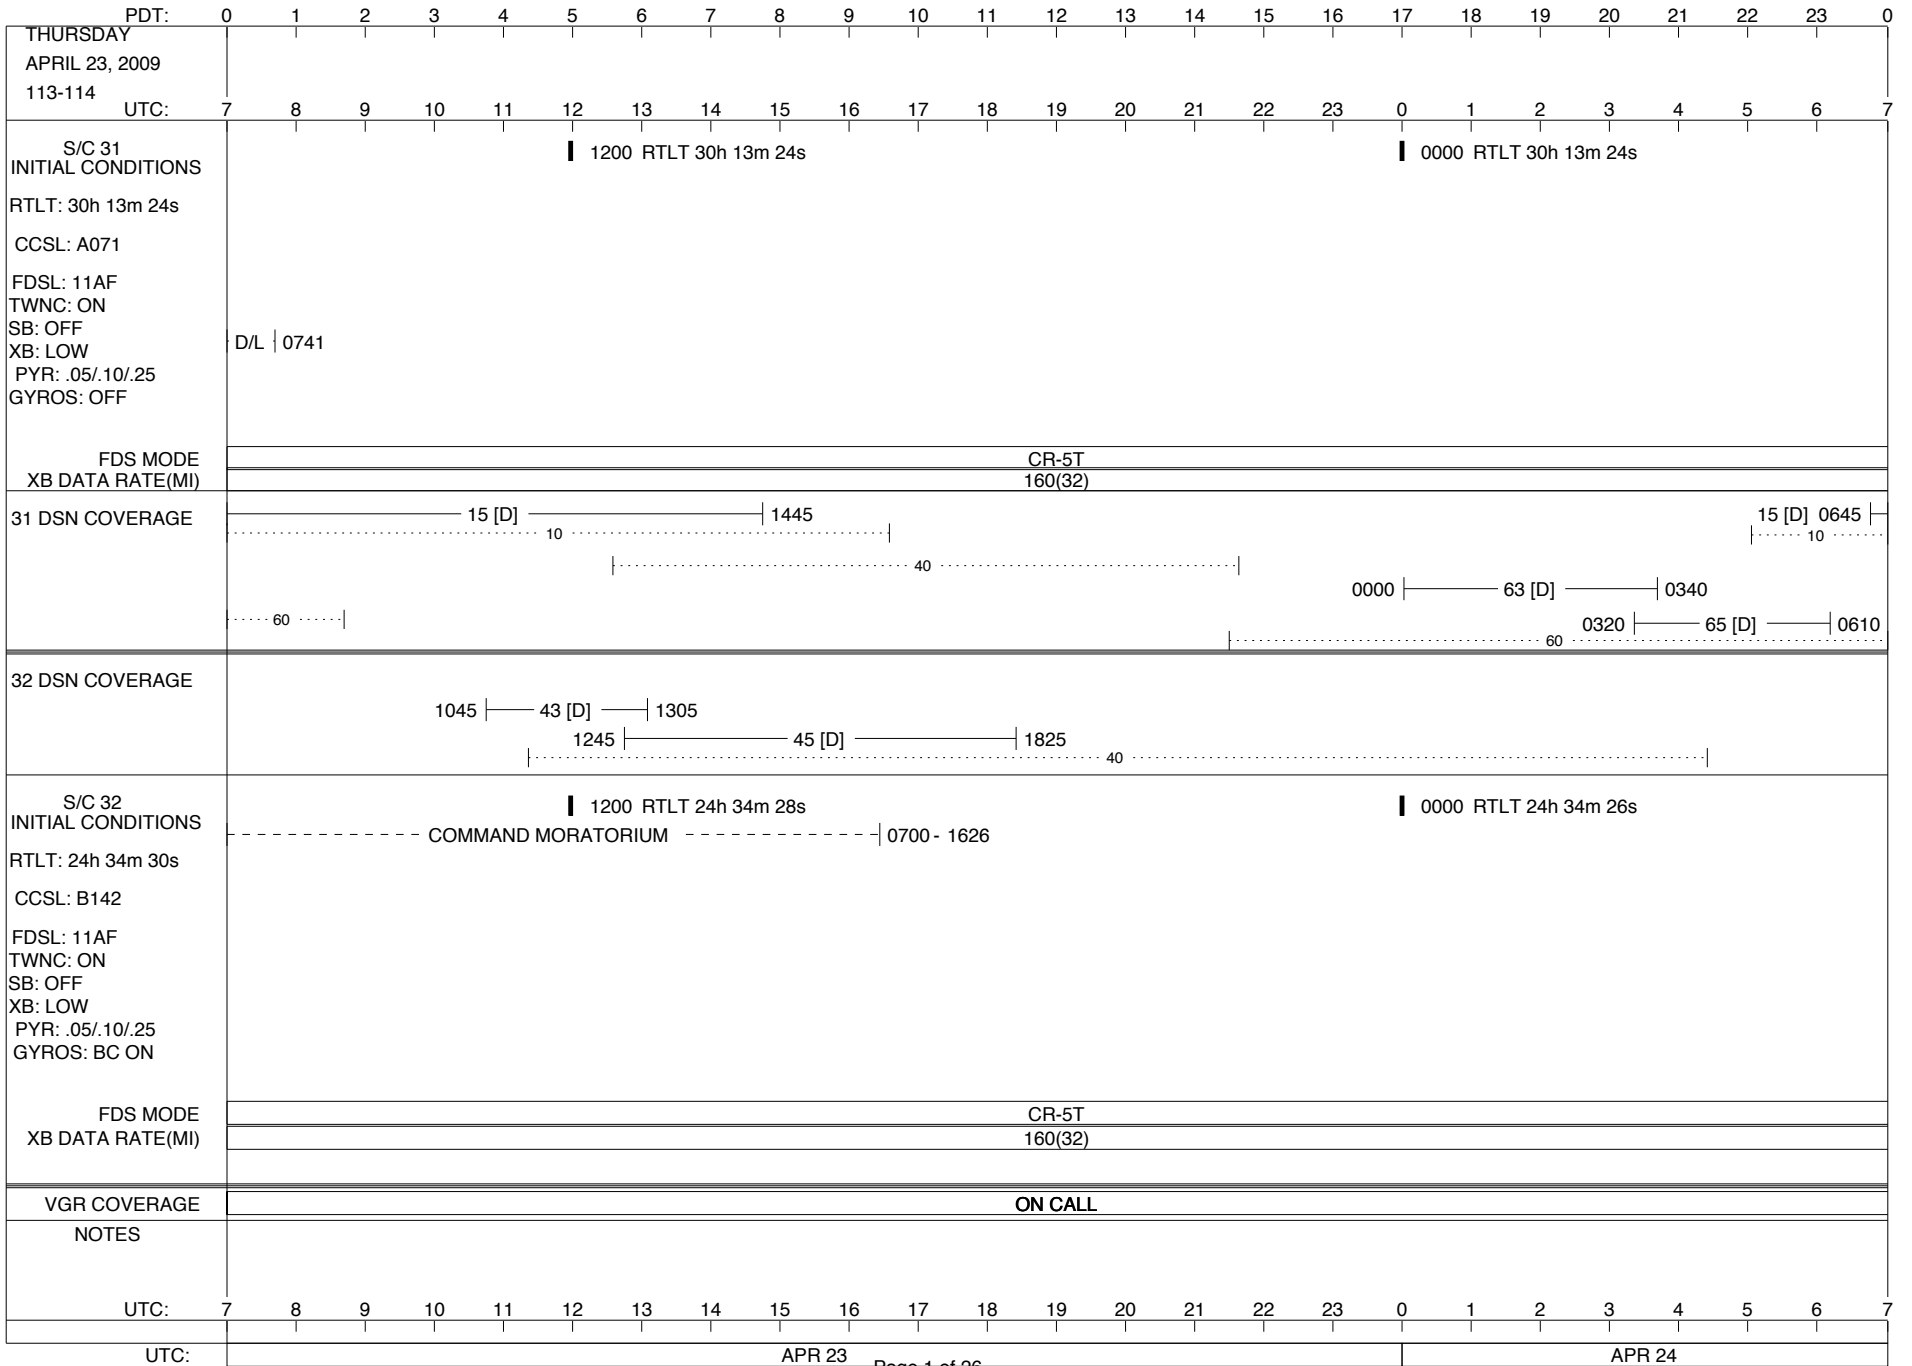 PDT: 0 1 2 3 4 5 6 7 8 9 10 11 12 13 14 15 16 17 18 19 20 21 22 23 0
THURSDAY
APRIL 23, 2009
113-114
UTC: 7 8 9 10 11 12 13 14 15 16 17 18 19 20 21 22 23 0 1 2 3 4 5 6 7
S/C 31
INITIAL CONDITIONS
1200 RTLT 30h 13m 24s
0000 RTLT 30h 13m 24s
RTLT: 30h 13m 24s
CCSL: A071
FDSL: 11AF
TWNC: ON
SB: OFF
XB: LOW
PYR: .05/.10/.25
GYROS: OFF
D/L 0741
FDS MODE CR-5T
XB DATA RATE(MI) 160(32)
31 DSN COVERAGE
15 [D] 1445
15 [D] 0645
10
10
40
0000 63 [D] 0340
60
0320 65 [D] 0610
60
32 DSN COVERAGE
1045 43 [D] 1305
1245 45 [D] 1825
40
S/C 32
INITIAL CONDITIONS
1200 RTLT 24h 34m 28s
0000 RTLT 24h 34m 26s
COMMAND MORATORIUM 0700 - 1626
RTLT: 24h 34m 30s
CCSL: B142
FDSL: 11AF
TWNC: ON
SB: OFF
XB: LOW
PYR: .05/.10/.25
GYROS: BC ON
FDS MODE CR-5T
XB DATA RATE(MI) 160(32)
VGR COVERAGE ON CALL
NOTES
UTC: 7 8 9 10 11 12 13 14 15 16 17 18 19 20 21 22 23 0 1 2 3 4 5 6 7
UTC: APR 23 APR 24
Page 1 of 26